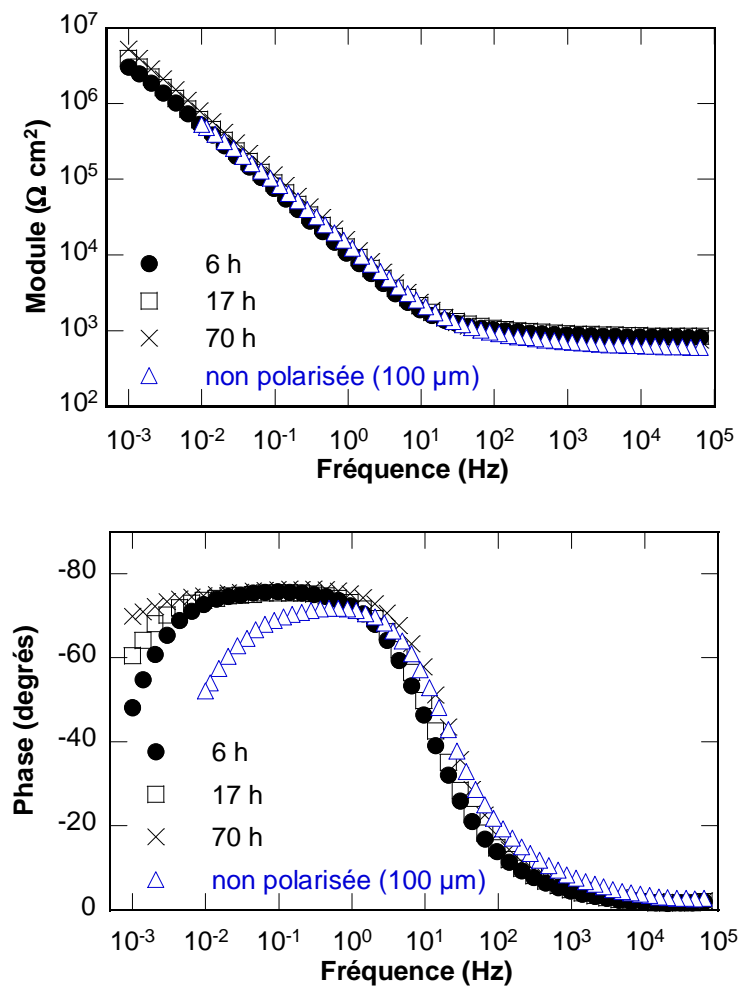 10⁷
10⁶
10⁵
10⁴
10³
10²
Module (Ω cm²)
6 h
17 h
70 h
non polarisée (100 µm)
10⁻³ 10⁻² 10⁻¹ 10⁰ 10¹ 10² 10³ 10⁴ 10⁵
Fréquence (Hz)
-80
-60
-40
-20
0
Phase (degrés)
6 h
17 h
70 h
non polarisée (100 µm)
10⁻³ 10⁻² 10⁻¹ 10⁰ 10¹ 10² 10³ 10⁴ 10⁵
Fréquence (Hz)